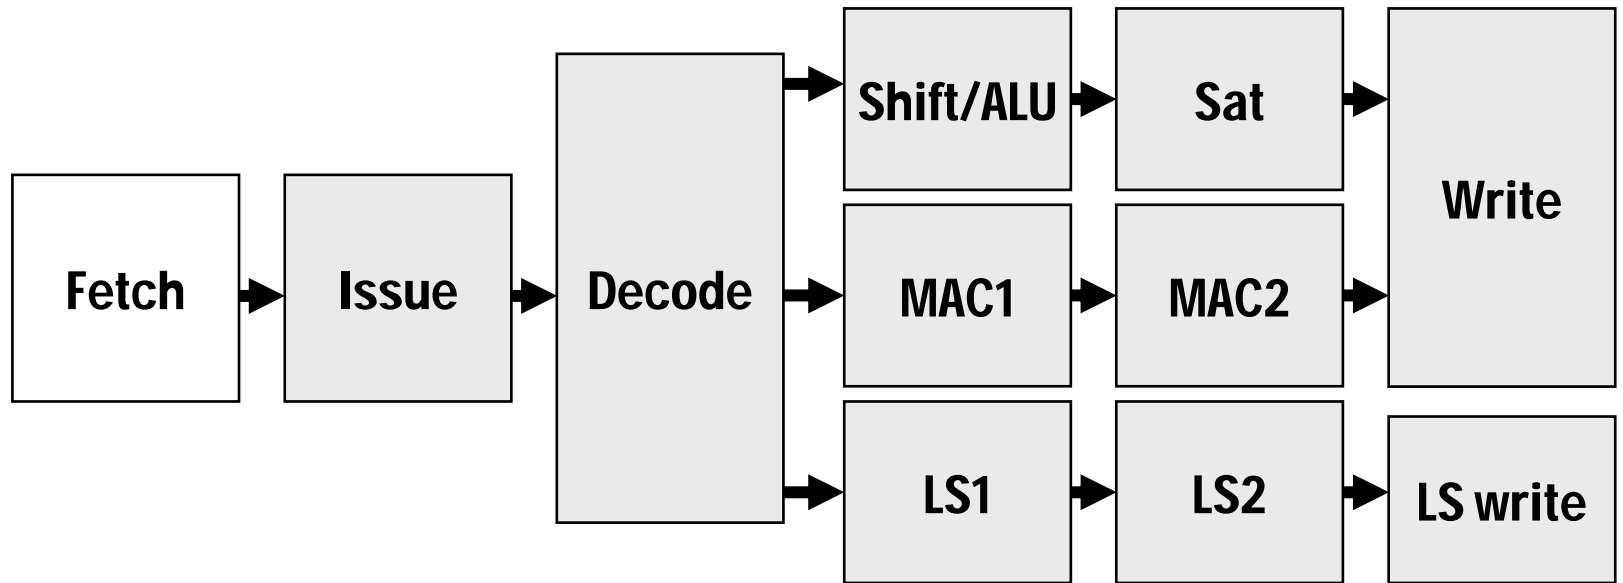 Fetch
Issue
Decode
Shift/ALU
Sat
Write
MAC1
MAC2
LS1
LS2
LS write